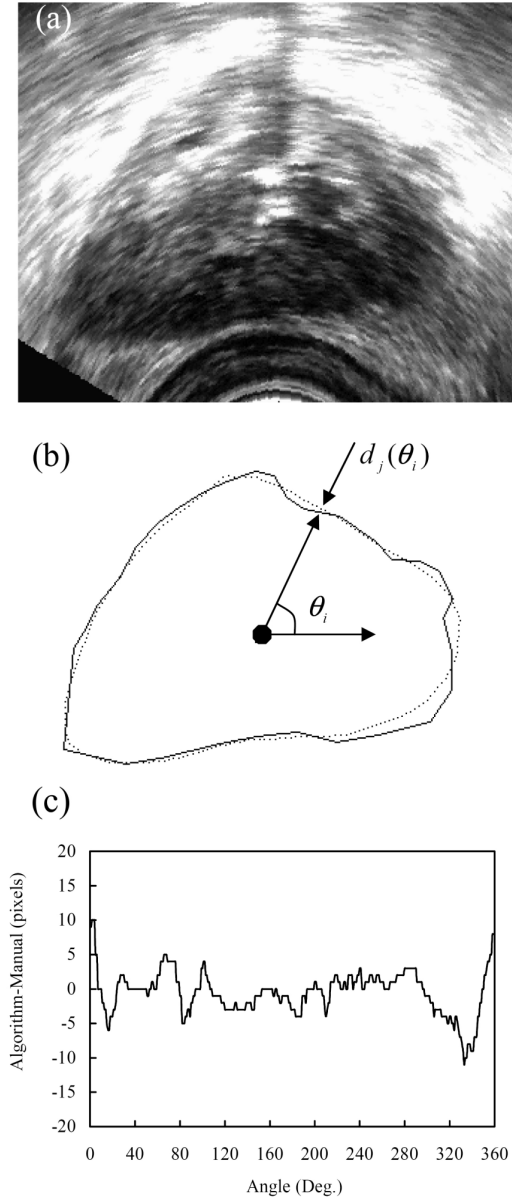 (a)
(b)
d_j(θ_i)
θ_i
(c)
Algorithm-Manual (pixels)
20
15
10
5
0
-5
-10
-15
-20
0 40 80 120 160 200 240 280 320 360
Angle (Deg.)